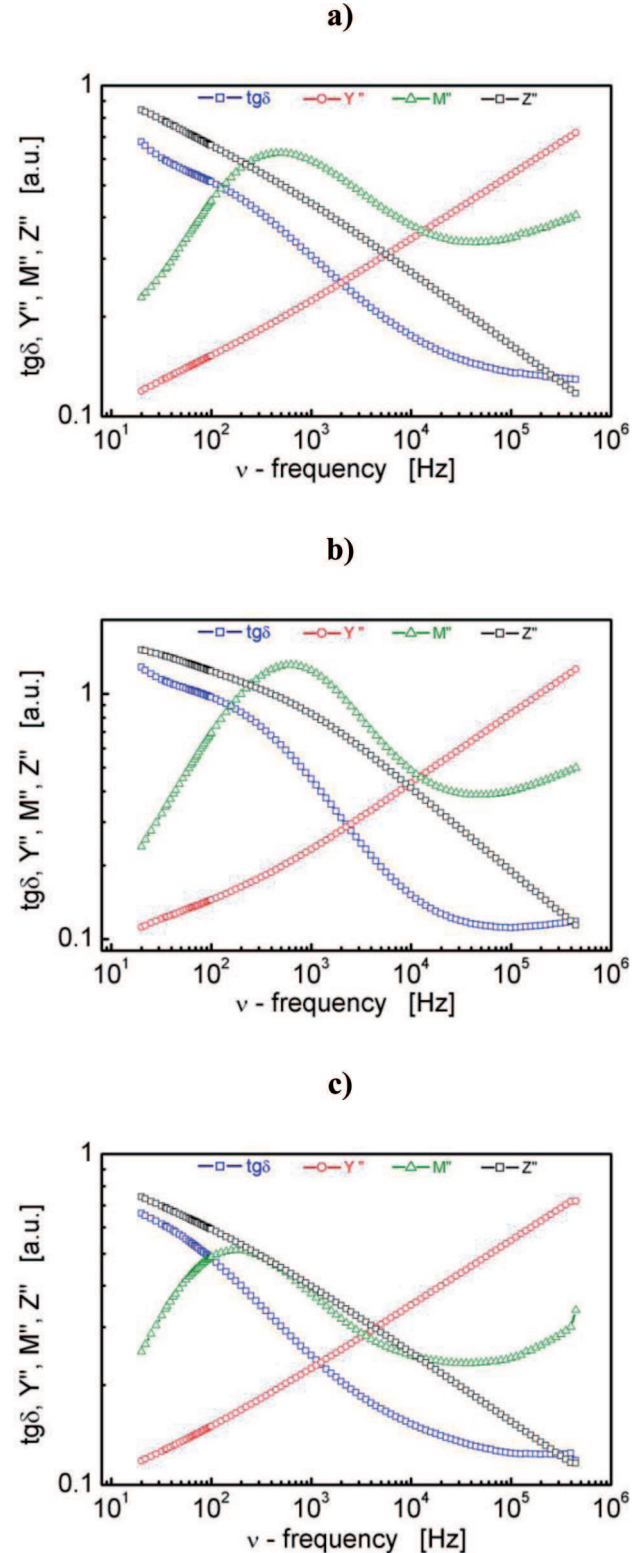 a)
tgδ Y" M" Z"
1
0.1
tgδ, Y", M", Z" [a.u.]
10¹ 10² 10³ 10⁴ 10⁵ 10⁶
ν - frequency [Hz]
b)
tgδ Y" M" Z"
1
0.1
tgδ, Y", M", Z" [a.u.]
10¹ 10² 10³ 10⁴ 10⁵ 10⁶
ν - frequency [Hz]
c)
tgδ Y" M" Z"
1
0.1
tgδ, Y", M", Z" [a.u.]
10¹ 10² 10³ 10⁴ 10⁵ 10⁶
ν - frequency [Hz]